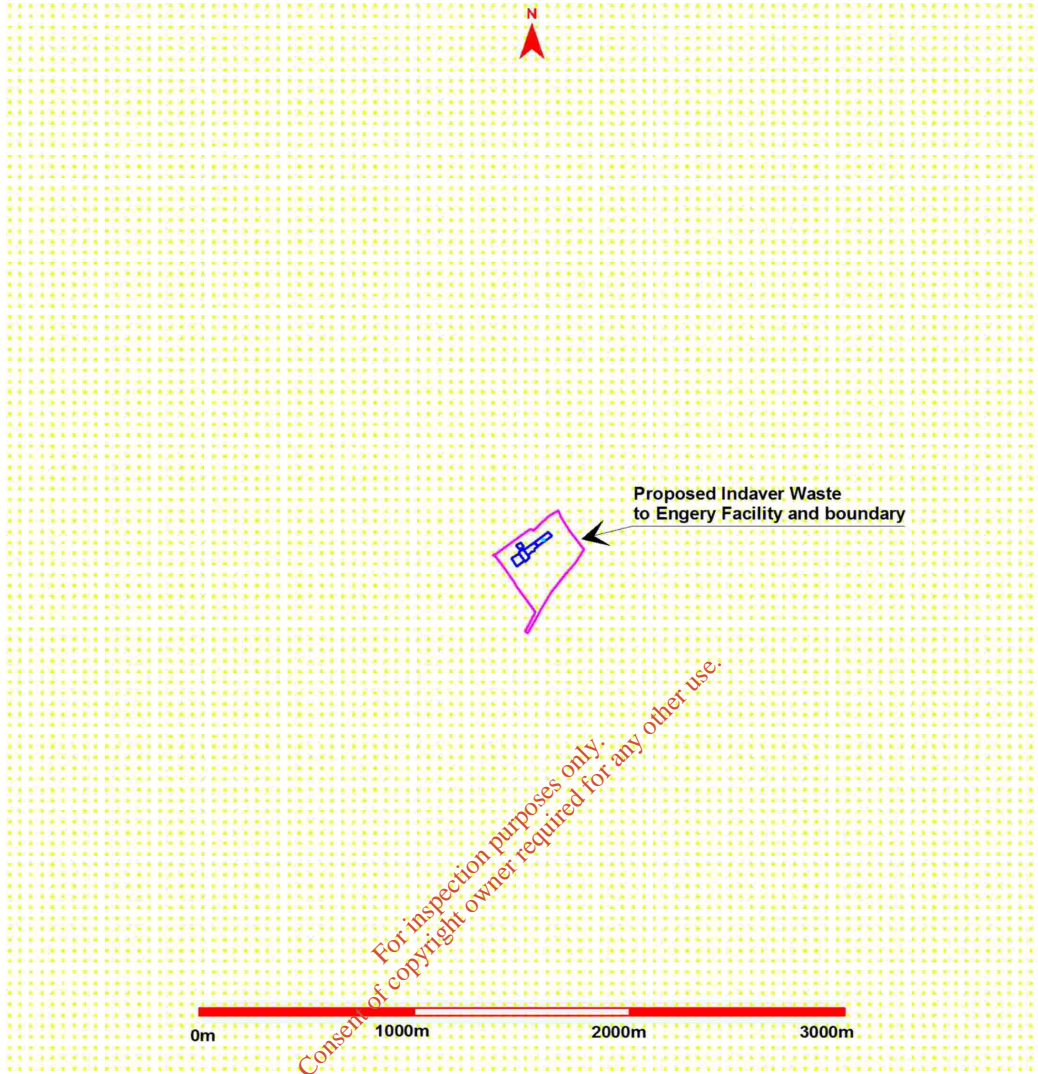 N
Proposed Indaver Waste
to Engery Facility and boundary
For inspection purposes only.
Consent of copyright owner required for any other use.
0m
1000m
2000m
3000m